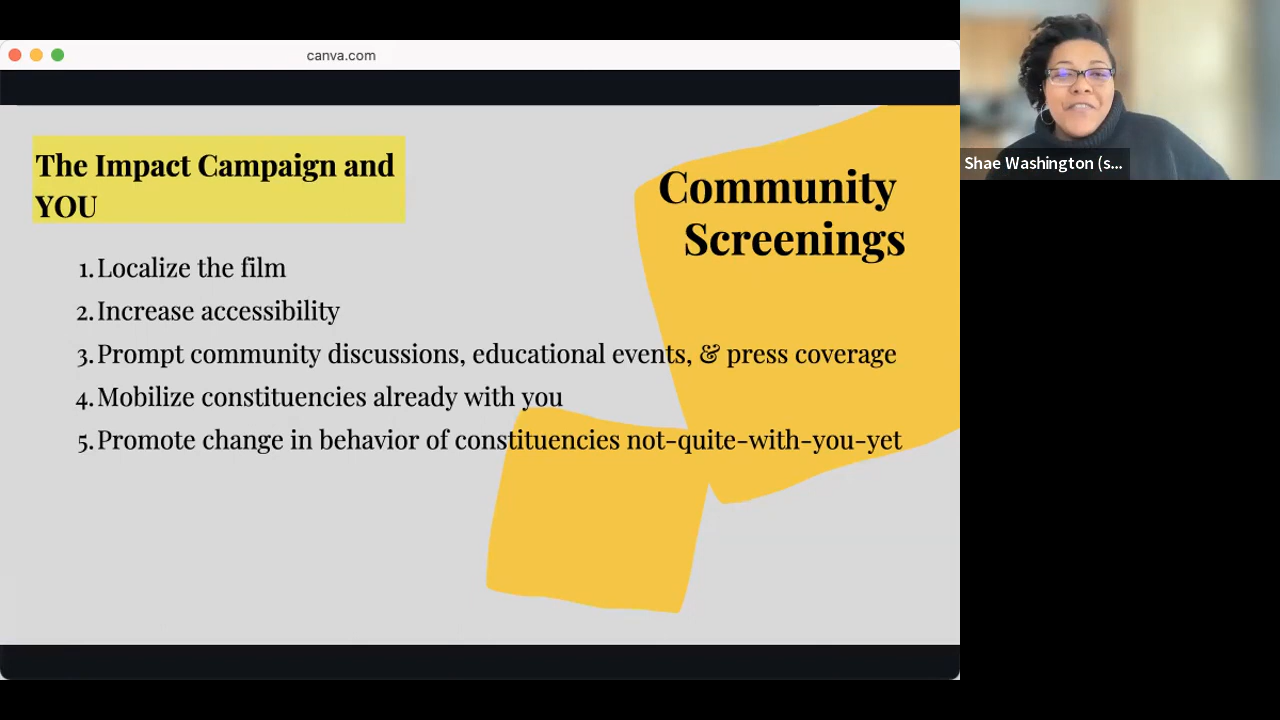 canva.com
The Impact Campaign and
YOU
Community
Screenings
1. Localize the film
2. Increase accessibility
3. Prompt community discussions, educational events, & press coverage
4. Mobilize constituencies already with you
5. Promote change in behavior of constituencies not-quite-with-you-yet
Shae Washington (s...